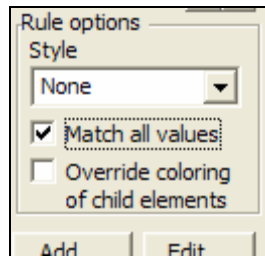 Rule options
Style
None
Match all values
Override coloring
of child elements
Add
Edit